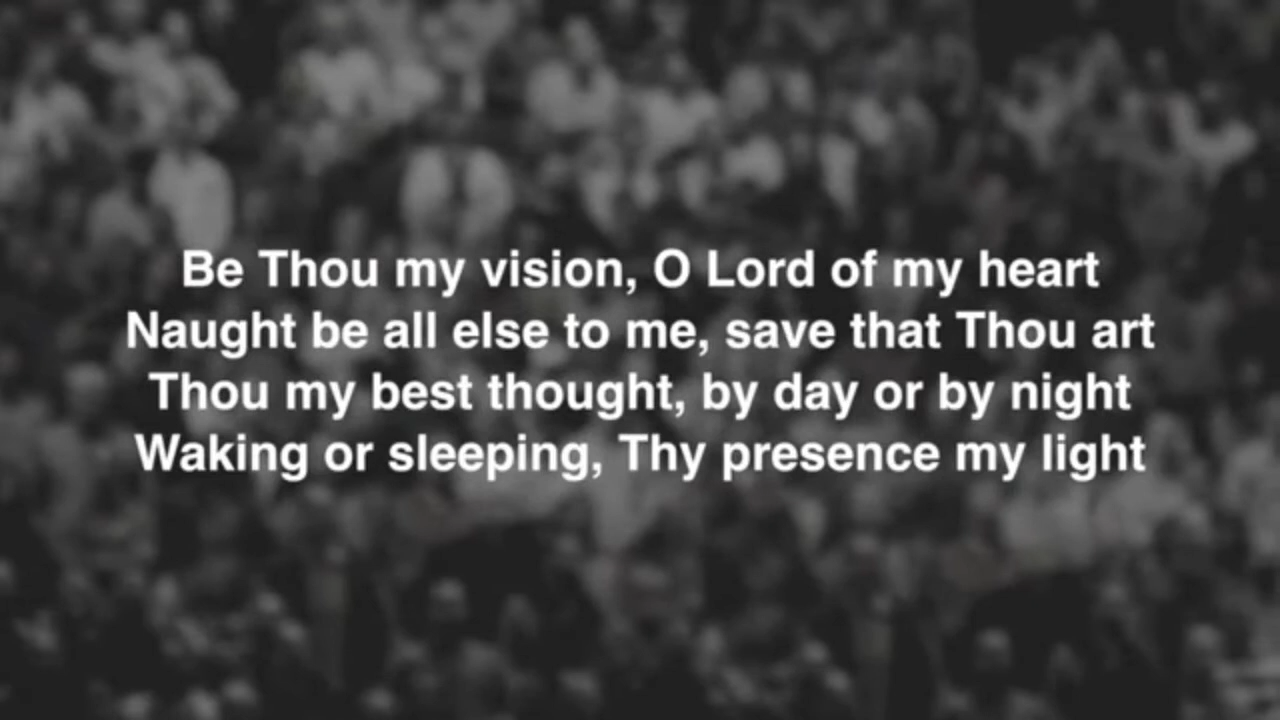 Be Thou my vision, O Lord of my heart
Naught be all else to me, save that Thou art
Thou my best thought, by day or by night
Waking or sleeping, Thy presence my light